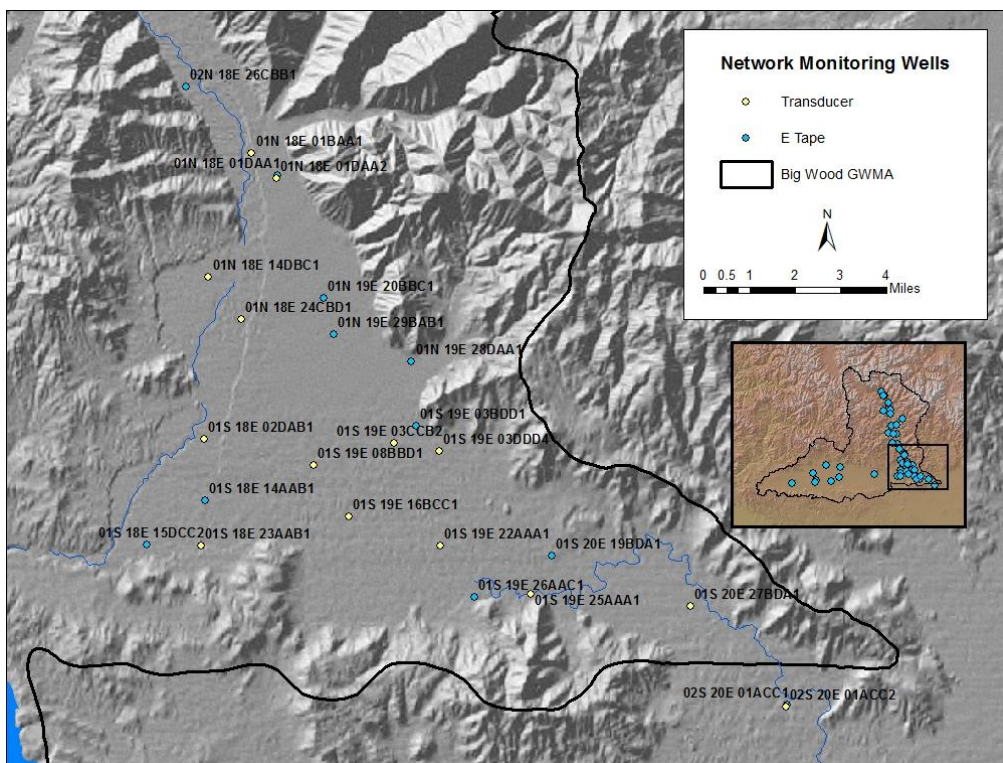 Network Monitoring Wells
Transducer
E Tape
Big Wood GWMA
N
0 0.5 1 2 3 4
Miles
02N 18E 26CBB1
01N 18E 01BAA1
01N 18E 01DAA1
01N 18E 01DAA2
01N 18E 14DBC1
01N 19E 20BBC1
01N 18E 24CBD1
01N 19E 29BAB1
01N 19E 28DAA1
01S 19E 03BDD1
01S 18E 02DAB1
01S 19E 03CCB2
01S 19E 03DDD4
01S 19E 08BBD1
01S 18E 14AAB1
01S 19E 16BCC1
01S 18E 15DCC2
01S 18E 23AAB1
01S 19E 22AAA1
01S 20E 19BDA1
01S 19E 26AAC1
01S 19E 25AAA1
01S 20E 27BDA1
02S 20E 01ACC1
02S 20E 01ACC2